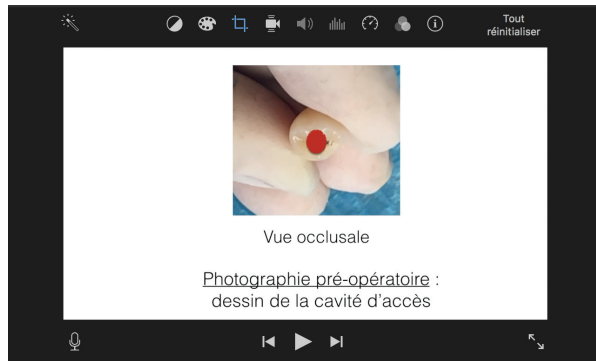 Tout
réinitialiser
Vue occlusale
Photographie pré-opératoire :
dessin de la cavité d'accès